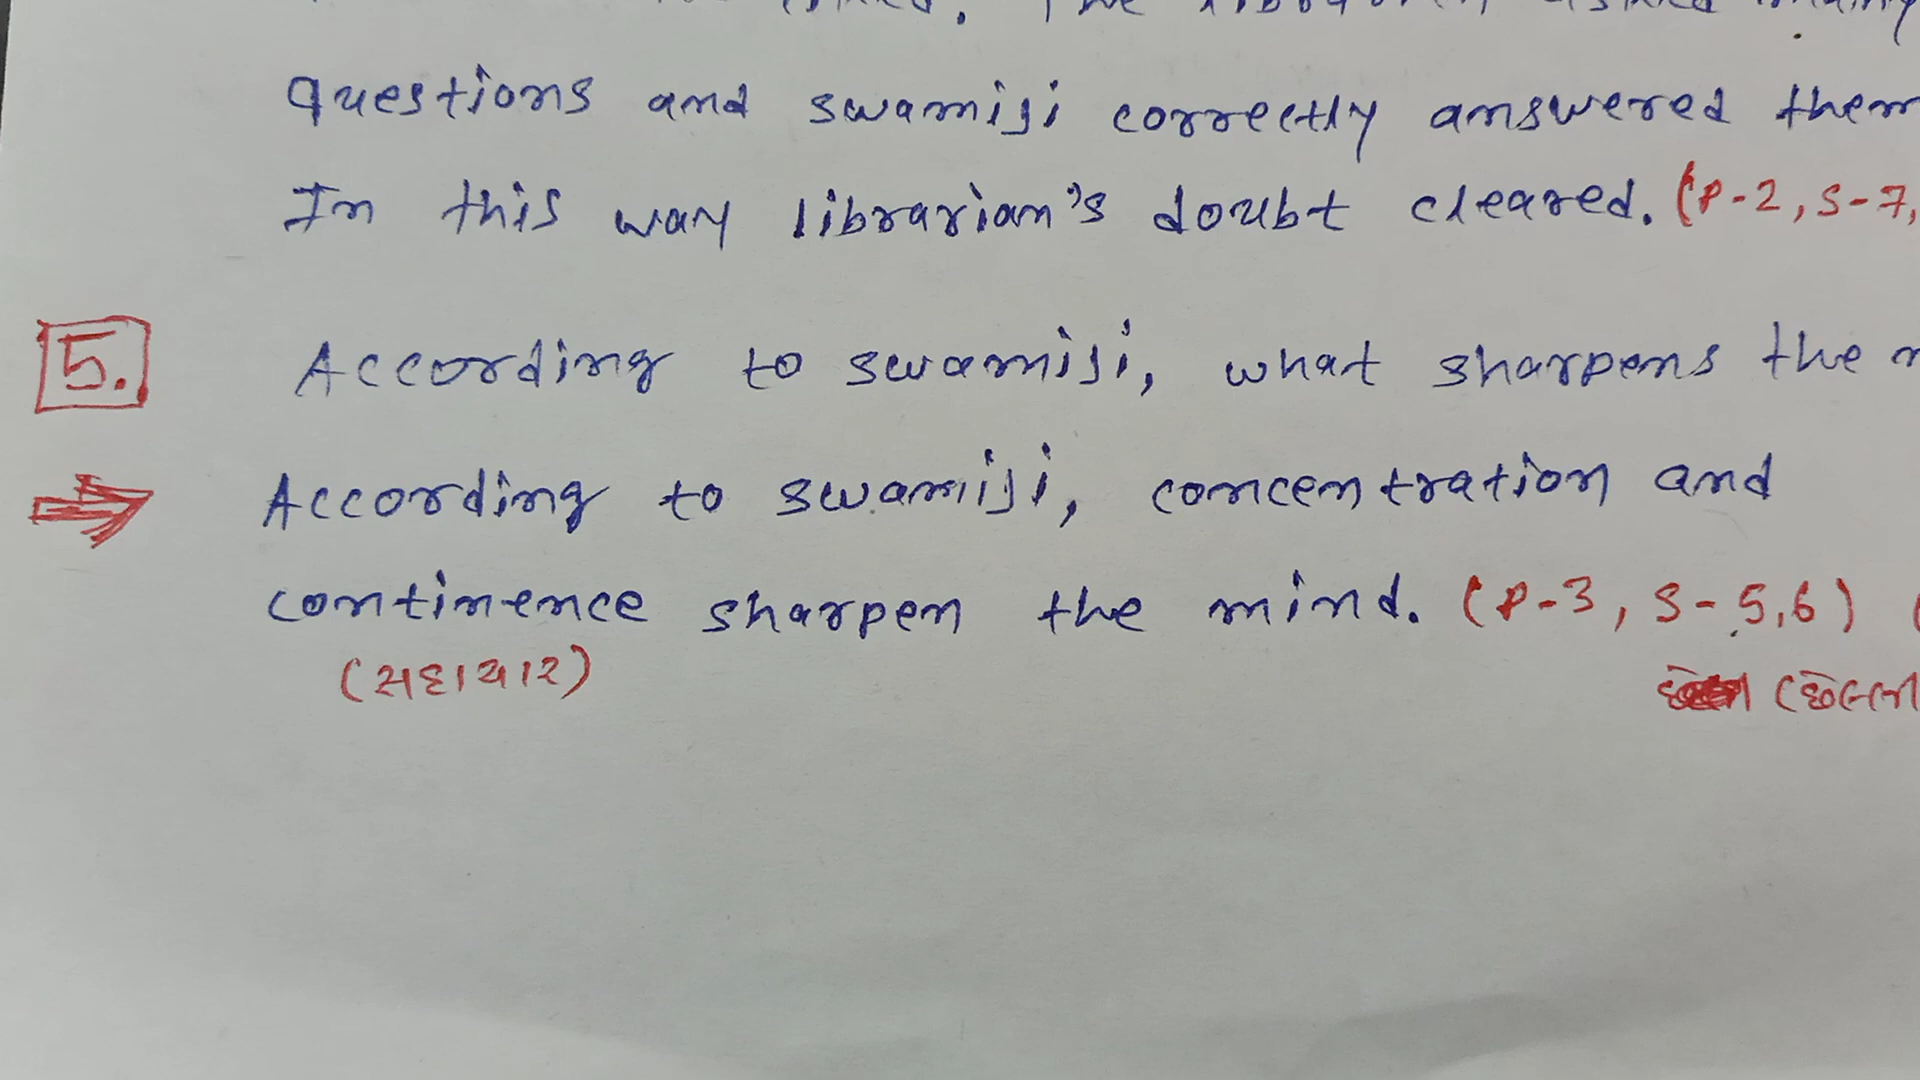 questions and swamiji correctly answered them
In this way librarian's doubt cleared. (P-2, S-7,
5. According to swamiji, what sharpens the
According to swamiji, concentration and
continence sharpen the mind. (P-3, S-5,6) (
(સદાચાર)